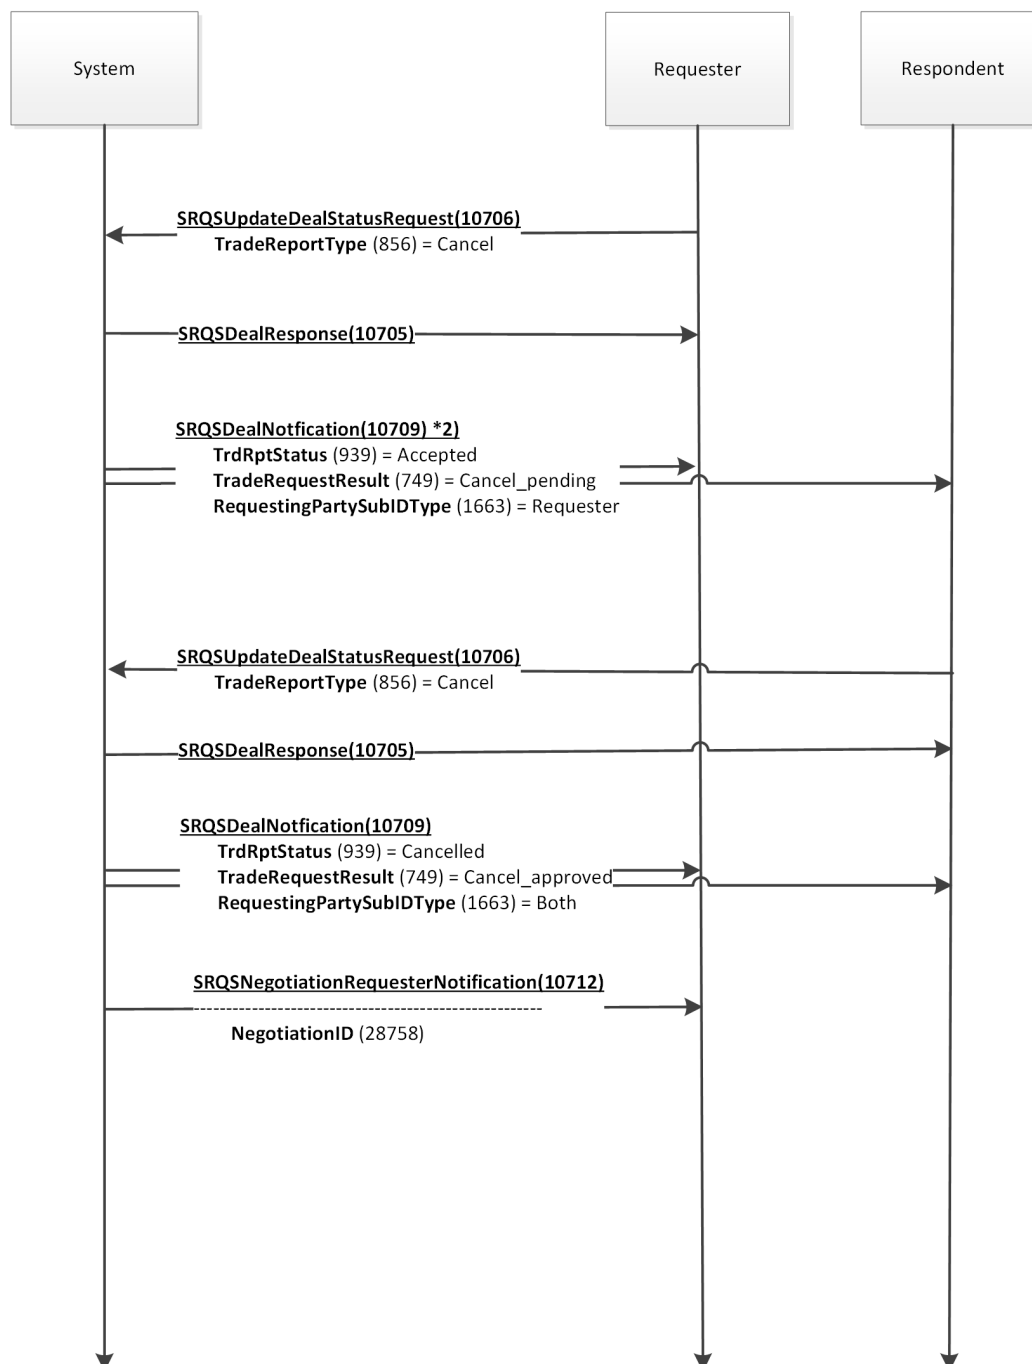 System
Requester
Respondent
SRQSUpdateDealStatusRequest(10706)
TradeReportType (856) = Cancel
SRQSDealResponse(10705)
SRQSDealNotfication(10709) *2)
TrdRptStatus (939) = Accepted
TradeRequestResult (749) = Cancel_pending
RequestingPartySubIDType (1663) = Requester
SRQSUpdateDealStatusRequest(10706)
TradeReportType (856) = Cancel
SRQSDealResponse(10705)
SRQSDealNotfication(10709)
TrdRptStatus (939) = Cancelled
TradeRequestResult (749) = Cancel_approved
RequestingPartySubIDType (1663) = Both
SRQSNegotiationRequesterNotification(10712)
------------------------------------------------------
NegotiationID (28758)